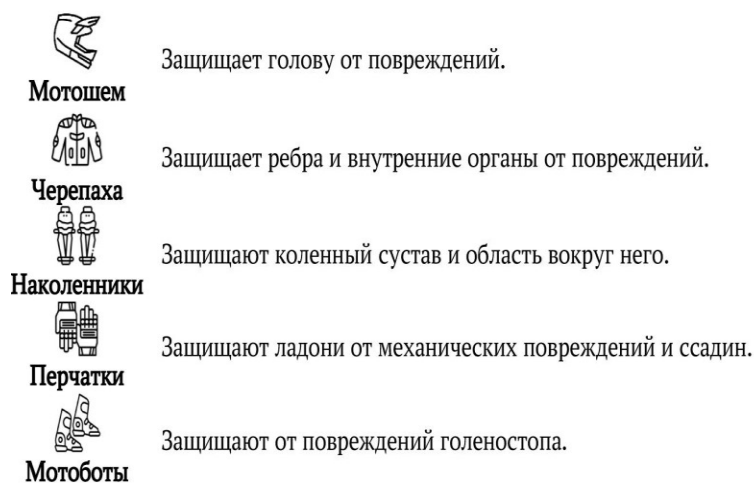 Защищает голову от повреждений.
Мотошем
Защищает ребра и внутренние органы от повреждений.
Черепаха
Защищают коленный сустав и область вокруг него.
Наколенники
Защищают ладони от механических повреждений и ссадин.
Перчатки
Защищают от повреждений голеностопа.
Мотоботы